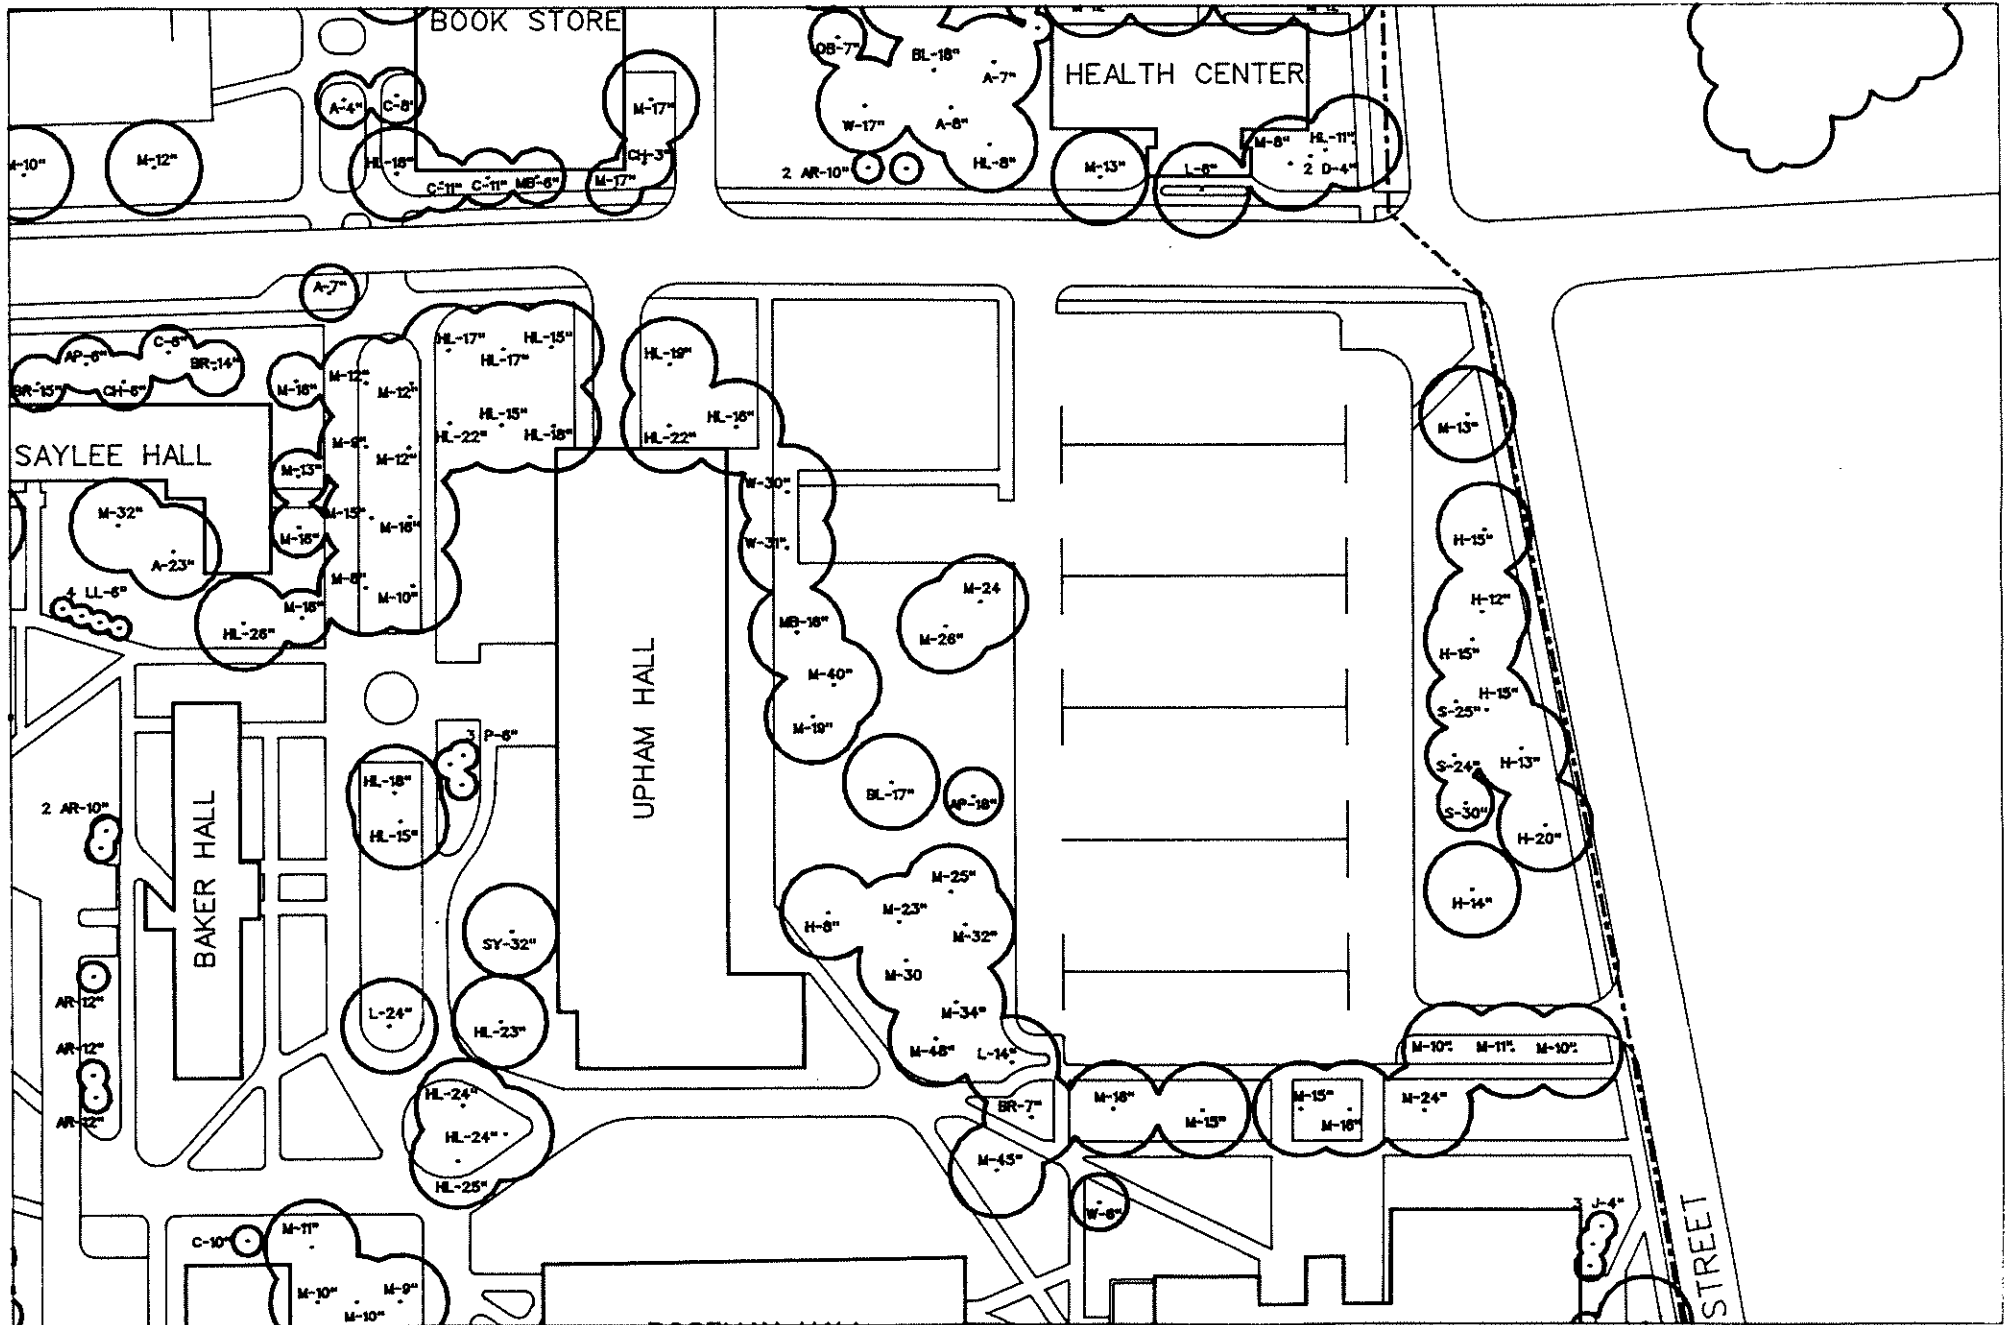 BOOK STORE
M-12"
DB-7"
BL-18"
A-7"
HEALTH CENTER
A-4"
C-8"
M-17"
W-17"
A-8"
M-8"
HL-11"
M-10"
M-12"
HL-18"
CH-3"
HL-8"
M-13"
L-8"
2 D-4"
C-11"
C-11"
MB-6"
M-17"
2 AR-10"
A-7"
HL-17"
HL-15"
HL-17"
HL-19"
AP-6"
C-6"
BR-14"
BR-15"
CH-6"
M-18"
M-12"
M-12"
HL-15"
HL-22"
HL-18"
HL-22"
HL-16"
M-13"
SAYLEE HALL
M-9"
M-12"
M-13"
W-30"
M-32"
M-15"
M-16"
M-16"
W-31"
H-15"
A-23"
M-8"
M-10"
M-24
H-12"
4 LL-6"
M-18"
HL-26"
MB-16"
M-26"
H-15"
UPHAM HALL
M-40"
H-15"
S-25"
M-19"
3 P-6"
S-24"
H-13"
HL-18"
BL-17"
AP-18"
S-30"
2 AR-10"
HL-15"
H-20"
BAKER HALL
M-25"
H-14"
M-23"
H-8"
M-32"
SY-32"
M-30
AR-12"
L-24"
HL-23"
M-34"
AR-12"
M-48"
L-14"
M-10"
M-11"
M-10"
HL-24"
BR-7"
M-16"
M-15"
M-15"
M-16"
M-24"
AR-12"
HL-24"
M-45"
HL-25"
W-6"
3 J-4"
C-10"
M-11"
M-10"
M-9"
M-10"
STREET